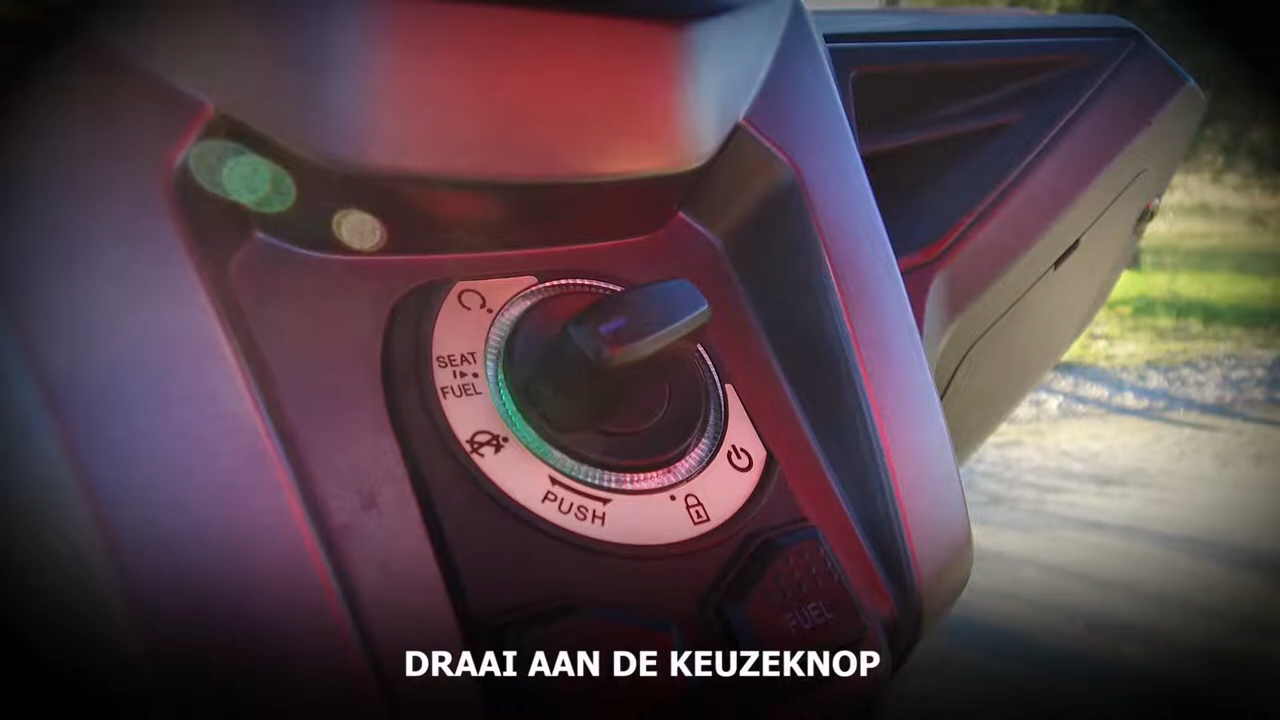 SEAT
FUEL
PUSH
FUEL
DRAAI AAN DE KEUZEKNOP